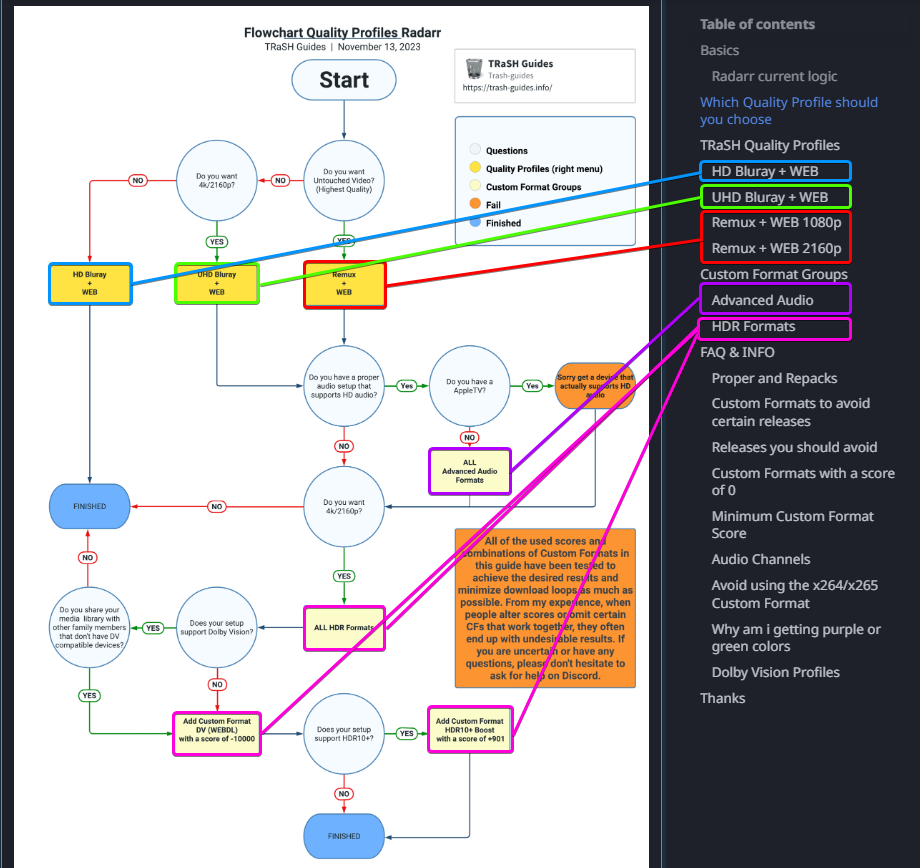 Flowchart Quality Profiles Radarr
TRaSH Guides | November 13, 2023
Start
TRaSH Guides
Trash-guides
https://trash-guides.info/
Questions
Quality Profiles (right menu)
Custom Format Groups
Fail
Finished
Do you want
4k/2160p?
NO
NO
Do you want
Untouched Video?
(Highest Quality)
YES
YES
HD Bluray
+
WEB
UHD Bluray
+
WEB
Remux
+
WEB
Do you have a proper
audio setup that
supports HD audio?
Yes
Do you have a
AppleTV?
Yes
Sorry get a device that
actually supports HD
audio
NO
NO
ALL
Advanced Audio
Formats
FINISHED
NO
Do you want
4k/2160p?
NO
YES
All of the used scores and
combinations of Custom Formats in
this guide have been tested to
achieve the desired results and
minimize download loops as much as
possible. From my experience, when
people alter scores or omit certain
CFs that work together, they often
end up with undesirable results. If
you are uncertain or have any
questions, please don't hesitate to
ask for help on Discord.
Do you share your
media library with
other family members
that don't have DV
compatible devices?
YES
Does your setup
support Dolby Vision?
ALL HDR Formats
YES
NO
Add Custom Format
DV (WEBDL)
with a score of -10000
Does your setup
support HDR10+?
YES
Add Custom Format
HDR10+ Boost
with a score of +901
NO
FINISHED
Table of contents
Basics
Radarr current logic
Which Quality Profile should
you choose
TRaSH Quality Profiles
HD Bluray + WEB
UHD Bluray + WEB
Remux + WEB 1080p
Remux + WEB 2160p
Custom Format Groups
Advanced Audio
HDR Formats
FAQ & INFO
Proper and Repacks
Custom Formats to avoid
certain releases
Releases you should avoid
Custom Formats with a score
of 0
Minimum Custom Format
Score
Audio Channels
Avoid using the x264/x265
Custom Format
Why am i getting purple or
green colors
Dolby Vision Profiles
Thanks